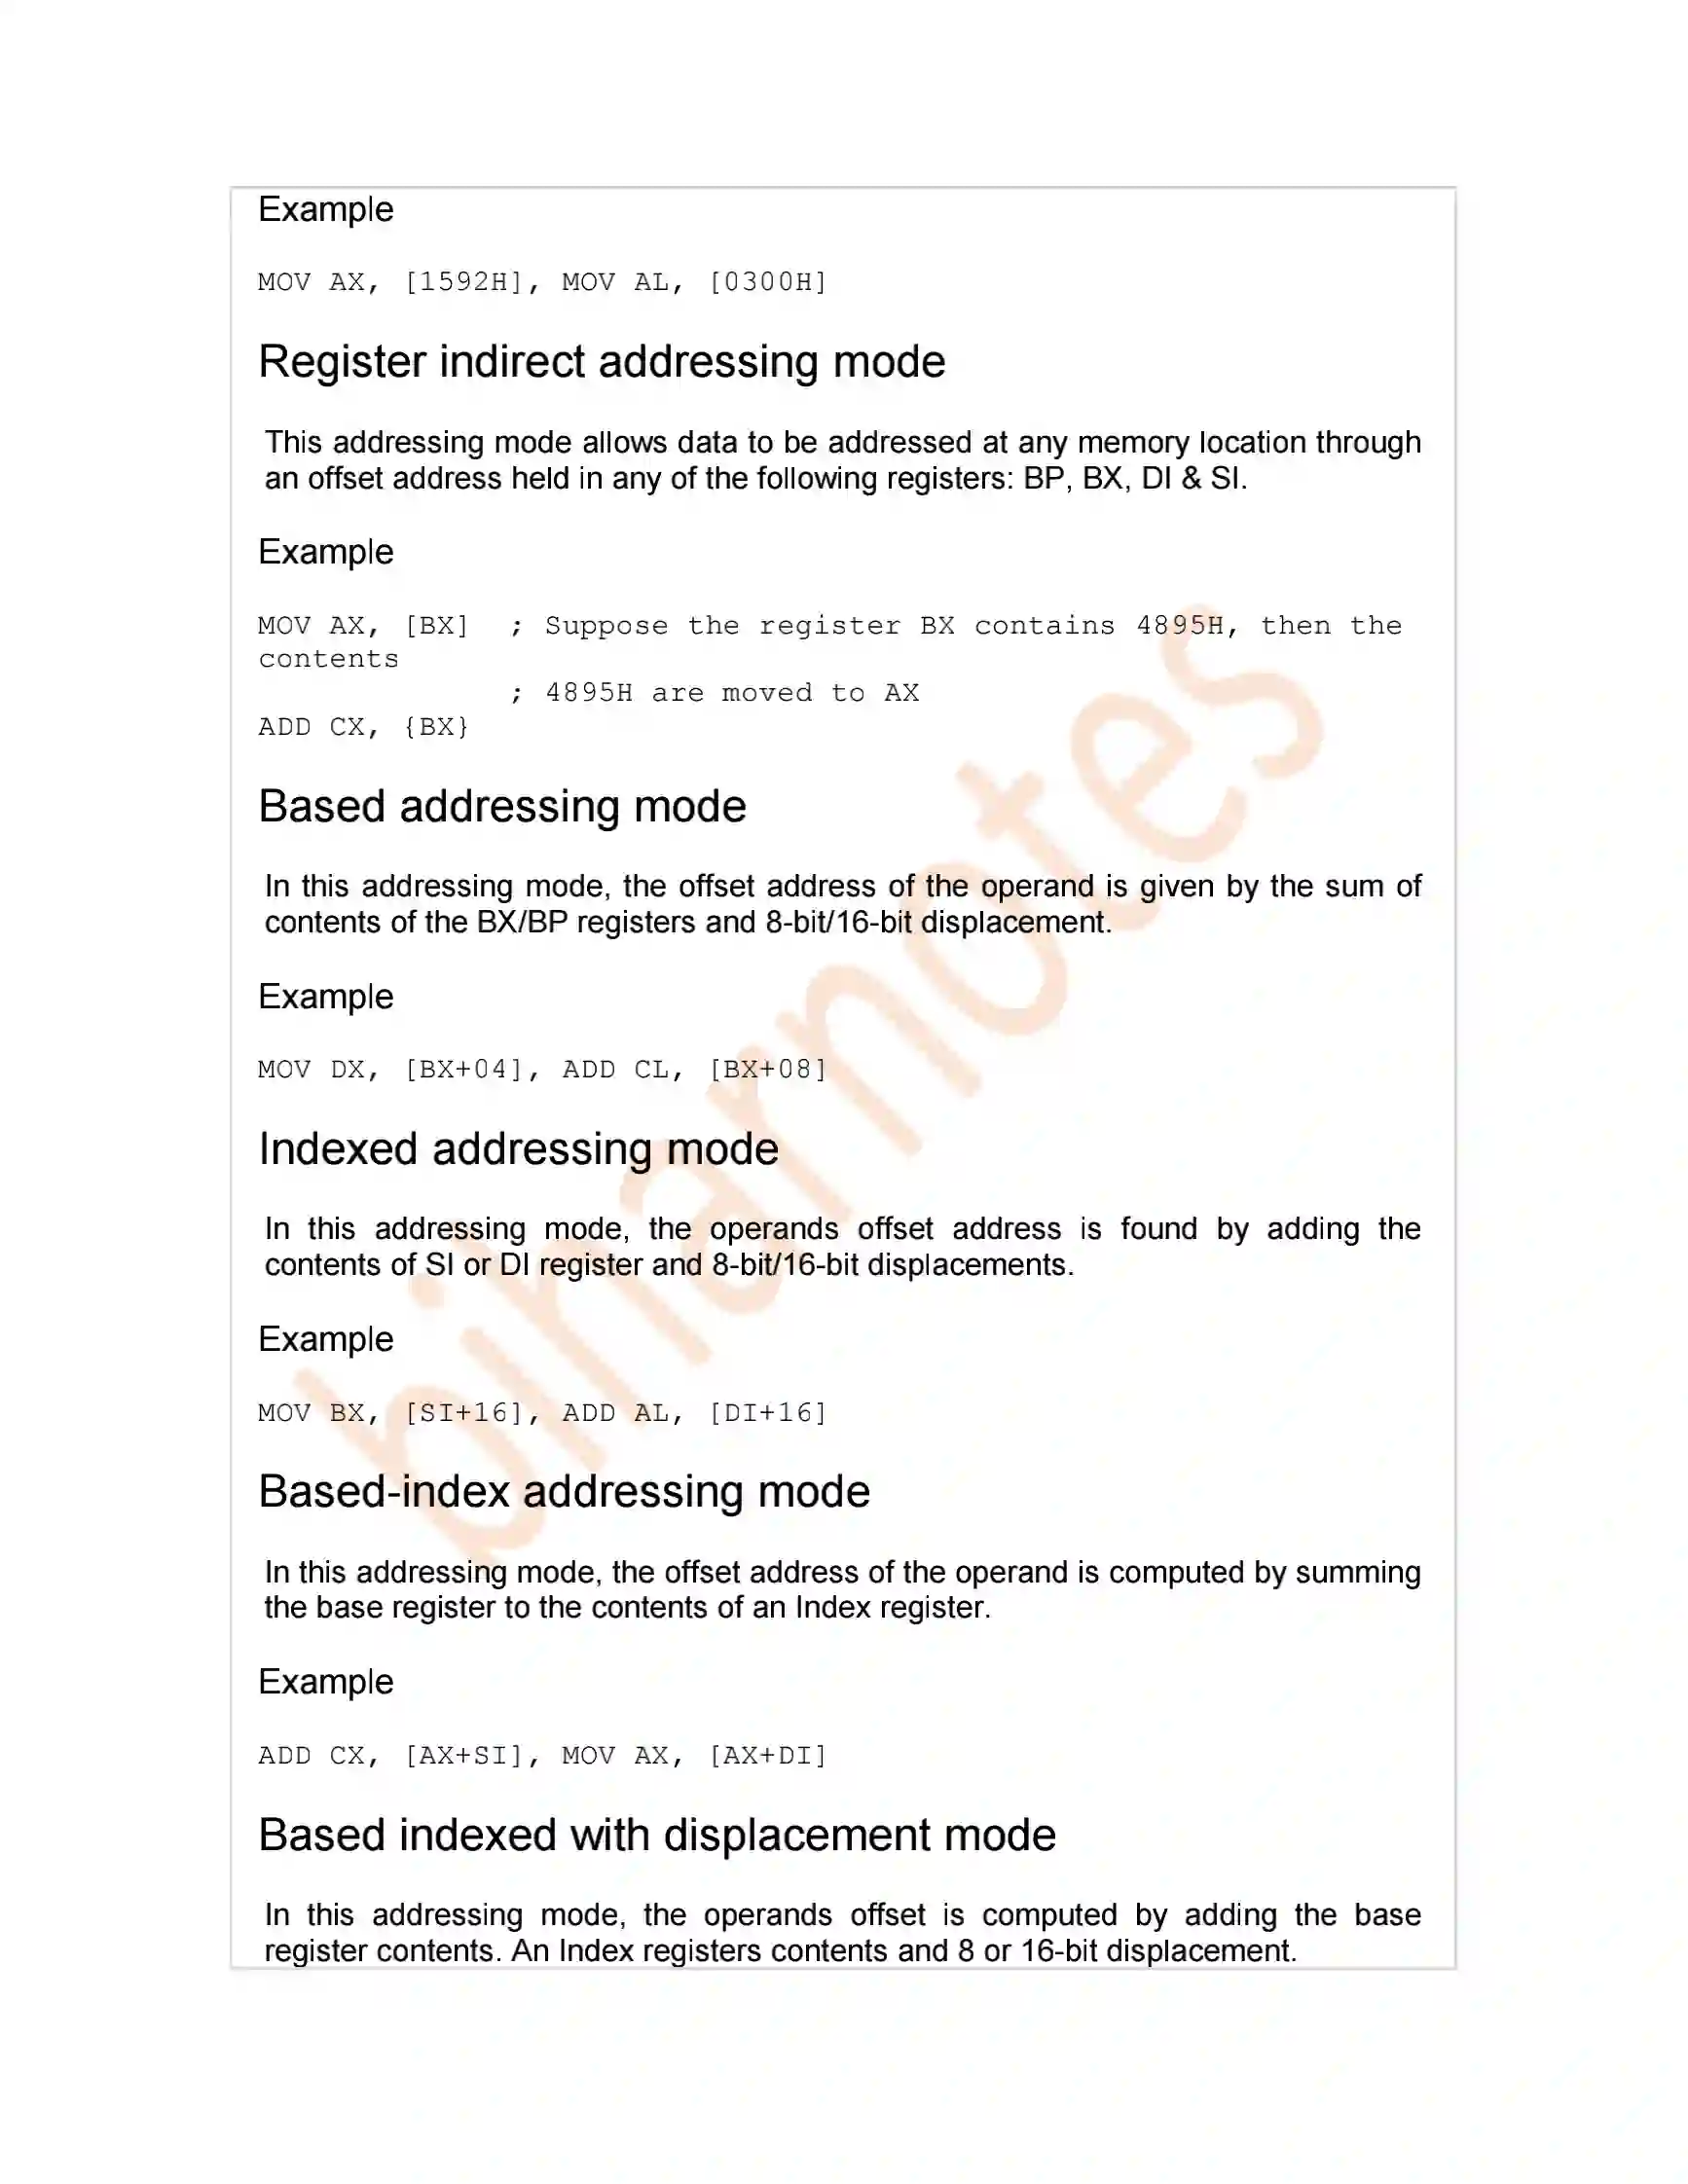 Example
MOV AX, [1592H], MOV AL, [0300H]
Register indirect addressing mode
This addressing mode allows data to be addressed at any memory location through
an offset address held in any of the following registers: BP, BX, DI & SI.
Example
MOV AX, [BX]  ; Suppose the register BX contains 4895H, then the
contents
; 4895H are moved to AX
ADD CX, {BX}
Based addressing mode
In this addressing mode, the offset address of the operand is given by the sum of
contents of the BX/BP registers and 8-bit/16-bit displacement.
Example
MOV DX, [BX+04], ADD CL, [BX+08]
Indexed addressing mode
In this addressing mode, the operands offset address is found by adding the
contents of SI or DI register and 8-bit/16-bit displacements.
Example
MOV BX, [SI+16], ADD AL, [DI+16]
Based-index addressing mode
In this addressing mode, the offset address of the operand is computed by summing
the base register to the contents of an Index register.
Example
ADD CX, [AX+SI], MOV AX, [AX+DI]
Based indexed with displacement mode
In this addressing mode, the operands offset is computed by adding the base
register contents. An Index registers contents and 8 or 16-bit displacement.
biharnotes